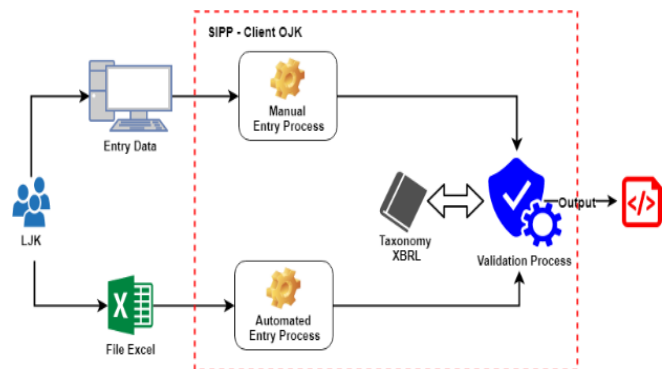 SIPP - Client OJK
Manual
Entry Process
Entry Data
LJK
Taxonomy
XBRL
Output
</>
Validation Process
X
Automated
Entry Process
File Excel